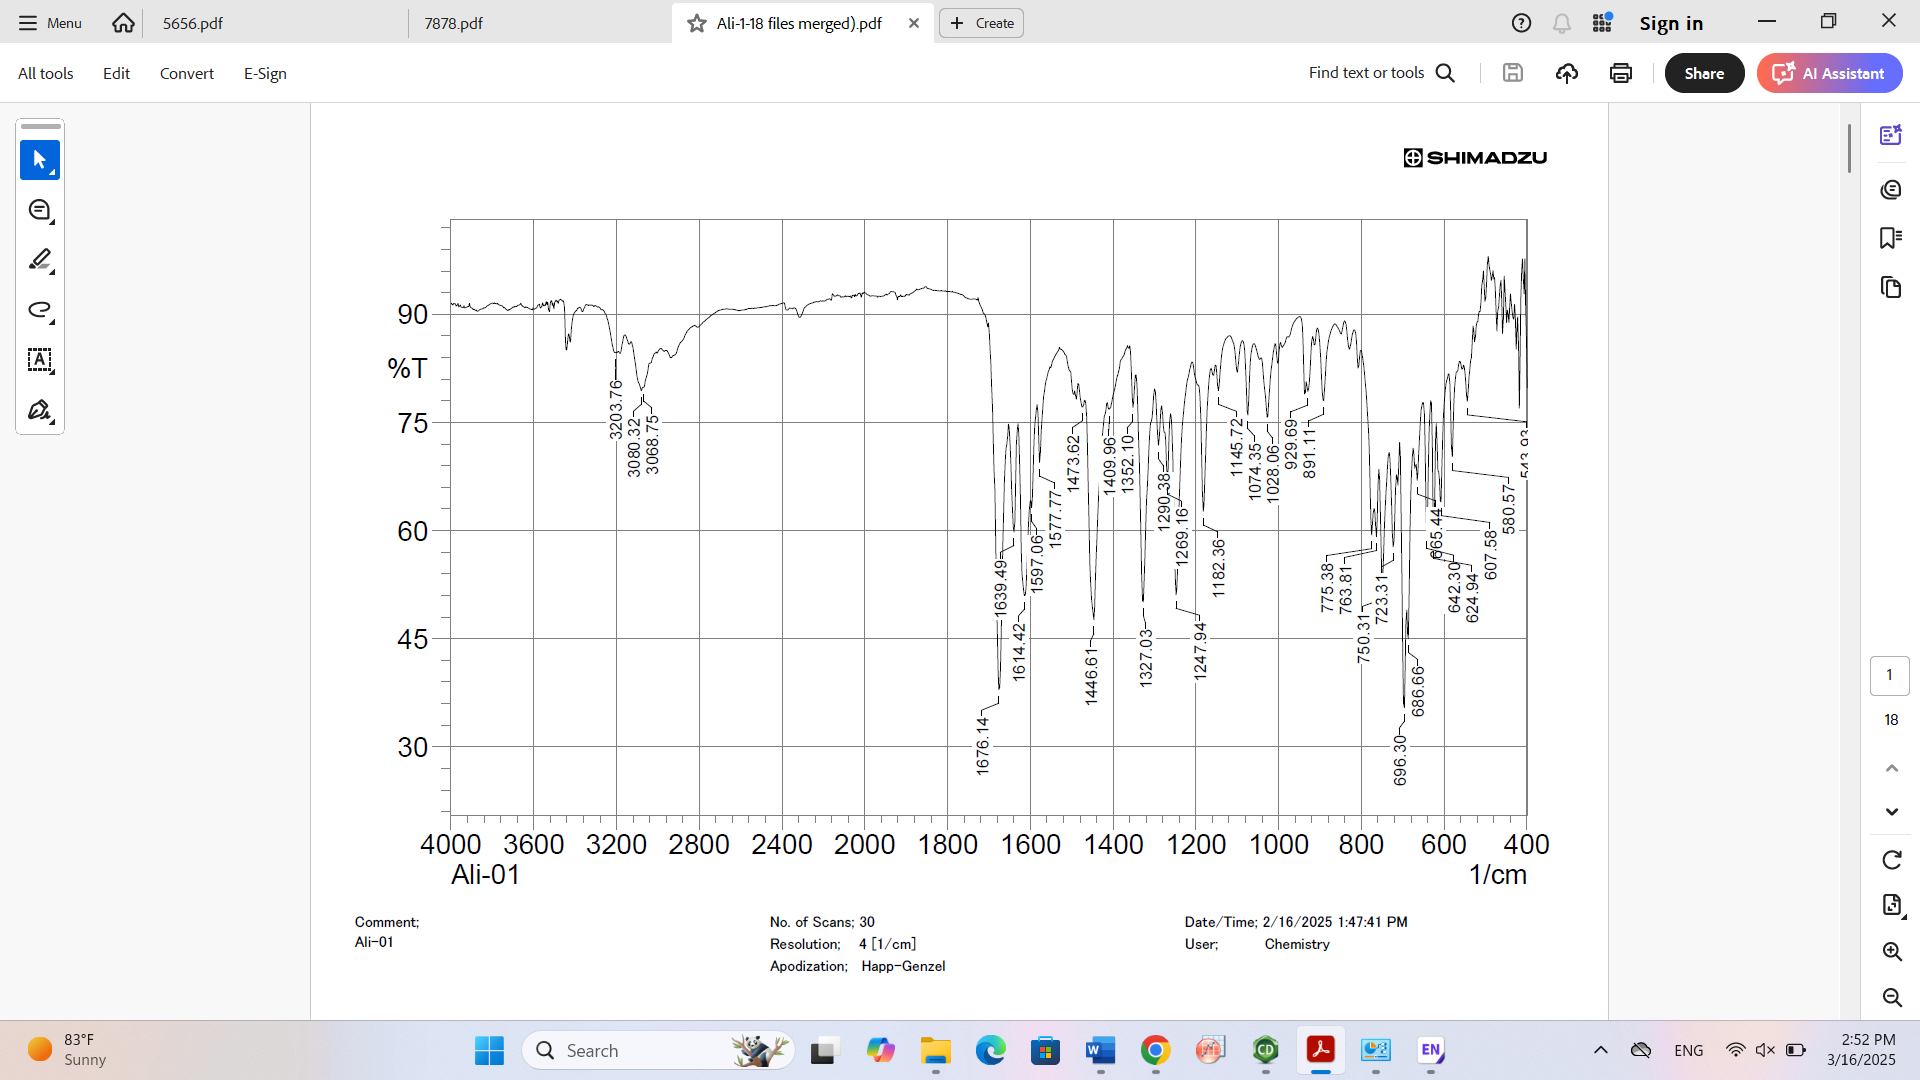 Menu
5656.pdf
7878.pdf
Ali-1-18 files merged).pdf
Create
Sign in
All tools
Edit
Convert
E-Sign
Find text or tools
Share
AI Assistant
SHIMADZU
90
%T
75
60
45
30
3203.76
3080.32
3068.75
1676.14
1639.49
1614.42
1597.06
1577.77
1473.62
1446.61
1409.96
1352.10
1327.03
1290.38
1269.16
1247.94
1182.36
1145.72
1074.35
1028.06
929.69
891.11
775.38
763.81
750.31
723.31
696.30
686.66
665.44
642.30
624.94
607.58
580.57
543.93
4000 3600 3200 2800 2400 2000 1800 1600 1400 1200 1000 800 600 400
Ali-01
1/cm
Comment;
Ali-01
No. of Scans; 30
Resolution; 4 [1/cm]
Apodization; Happ-Genzel
Date/Time; 2/16/2025 1:47:41 PM
User; Chemistry
1
18
83°F
Sunny
Search
ENG
2:52 PM
3/16/2025